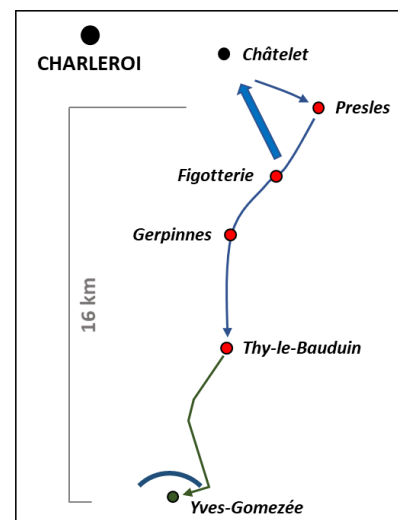 Châtelet
CHARLEROI
Presles
Figotterie
Gerpinnes
16 km
Thy-le-Bauduin
Yves-Gomezée